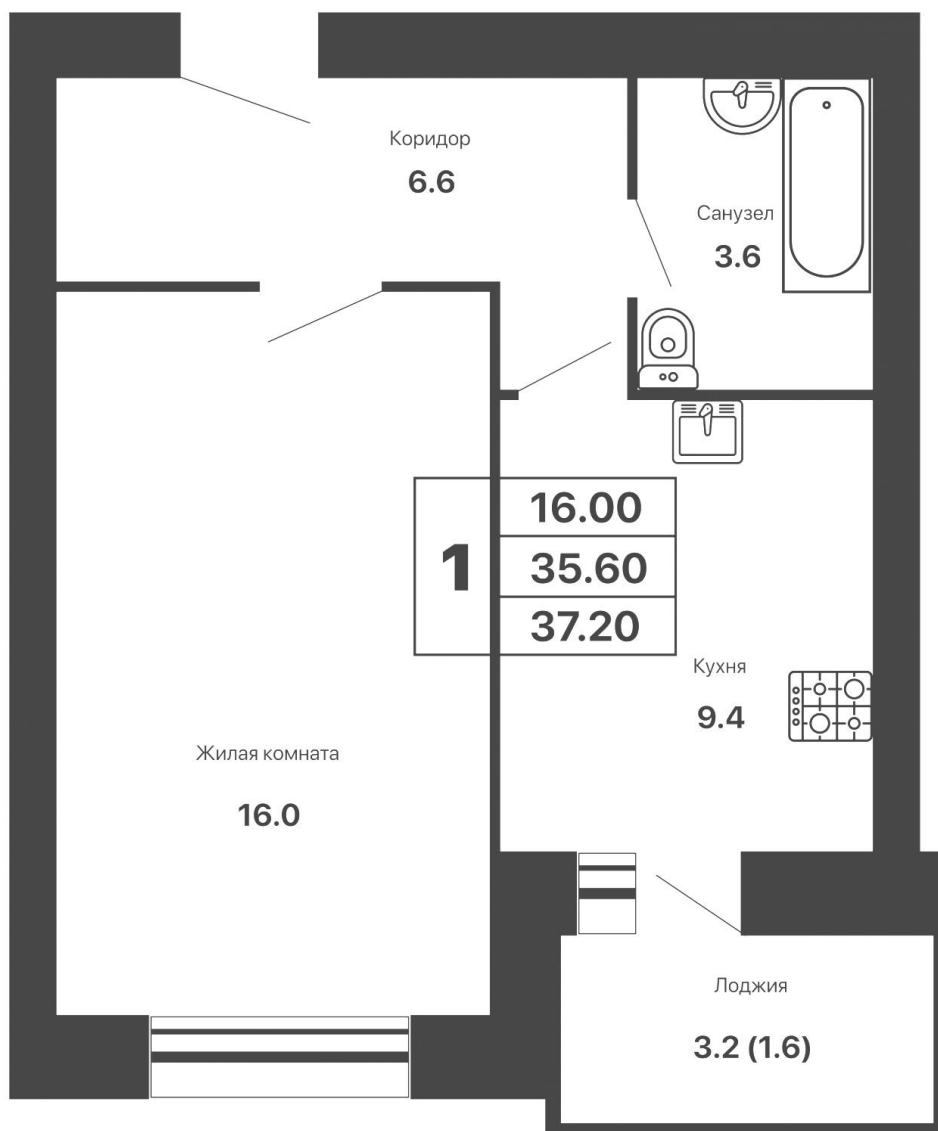 Коридор
6.6
Санузел
3.6
1
16.00
35.60
37.20
Кухня
9.4
Жилая комната
16.0
Лоджия
3.2 (1.6)